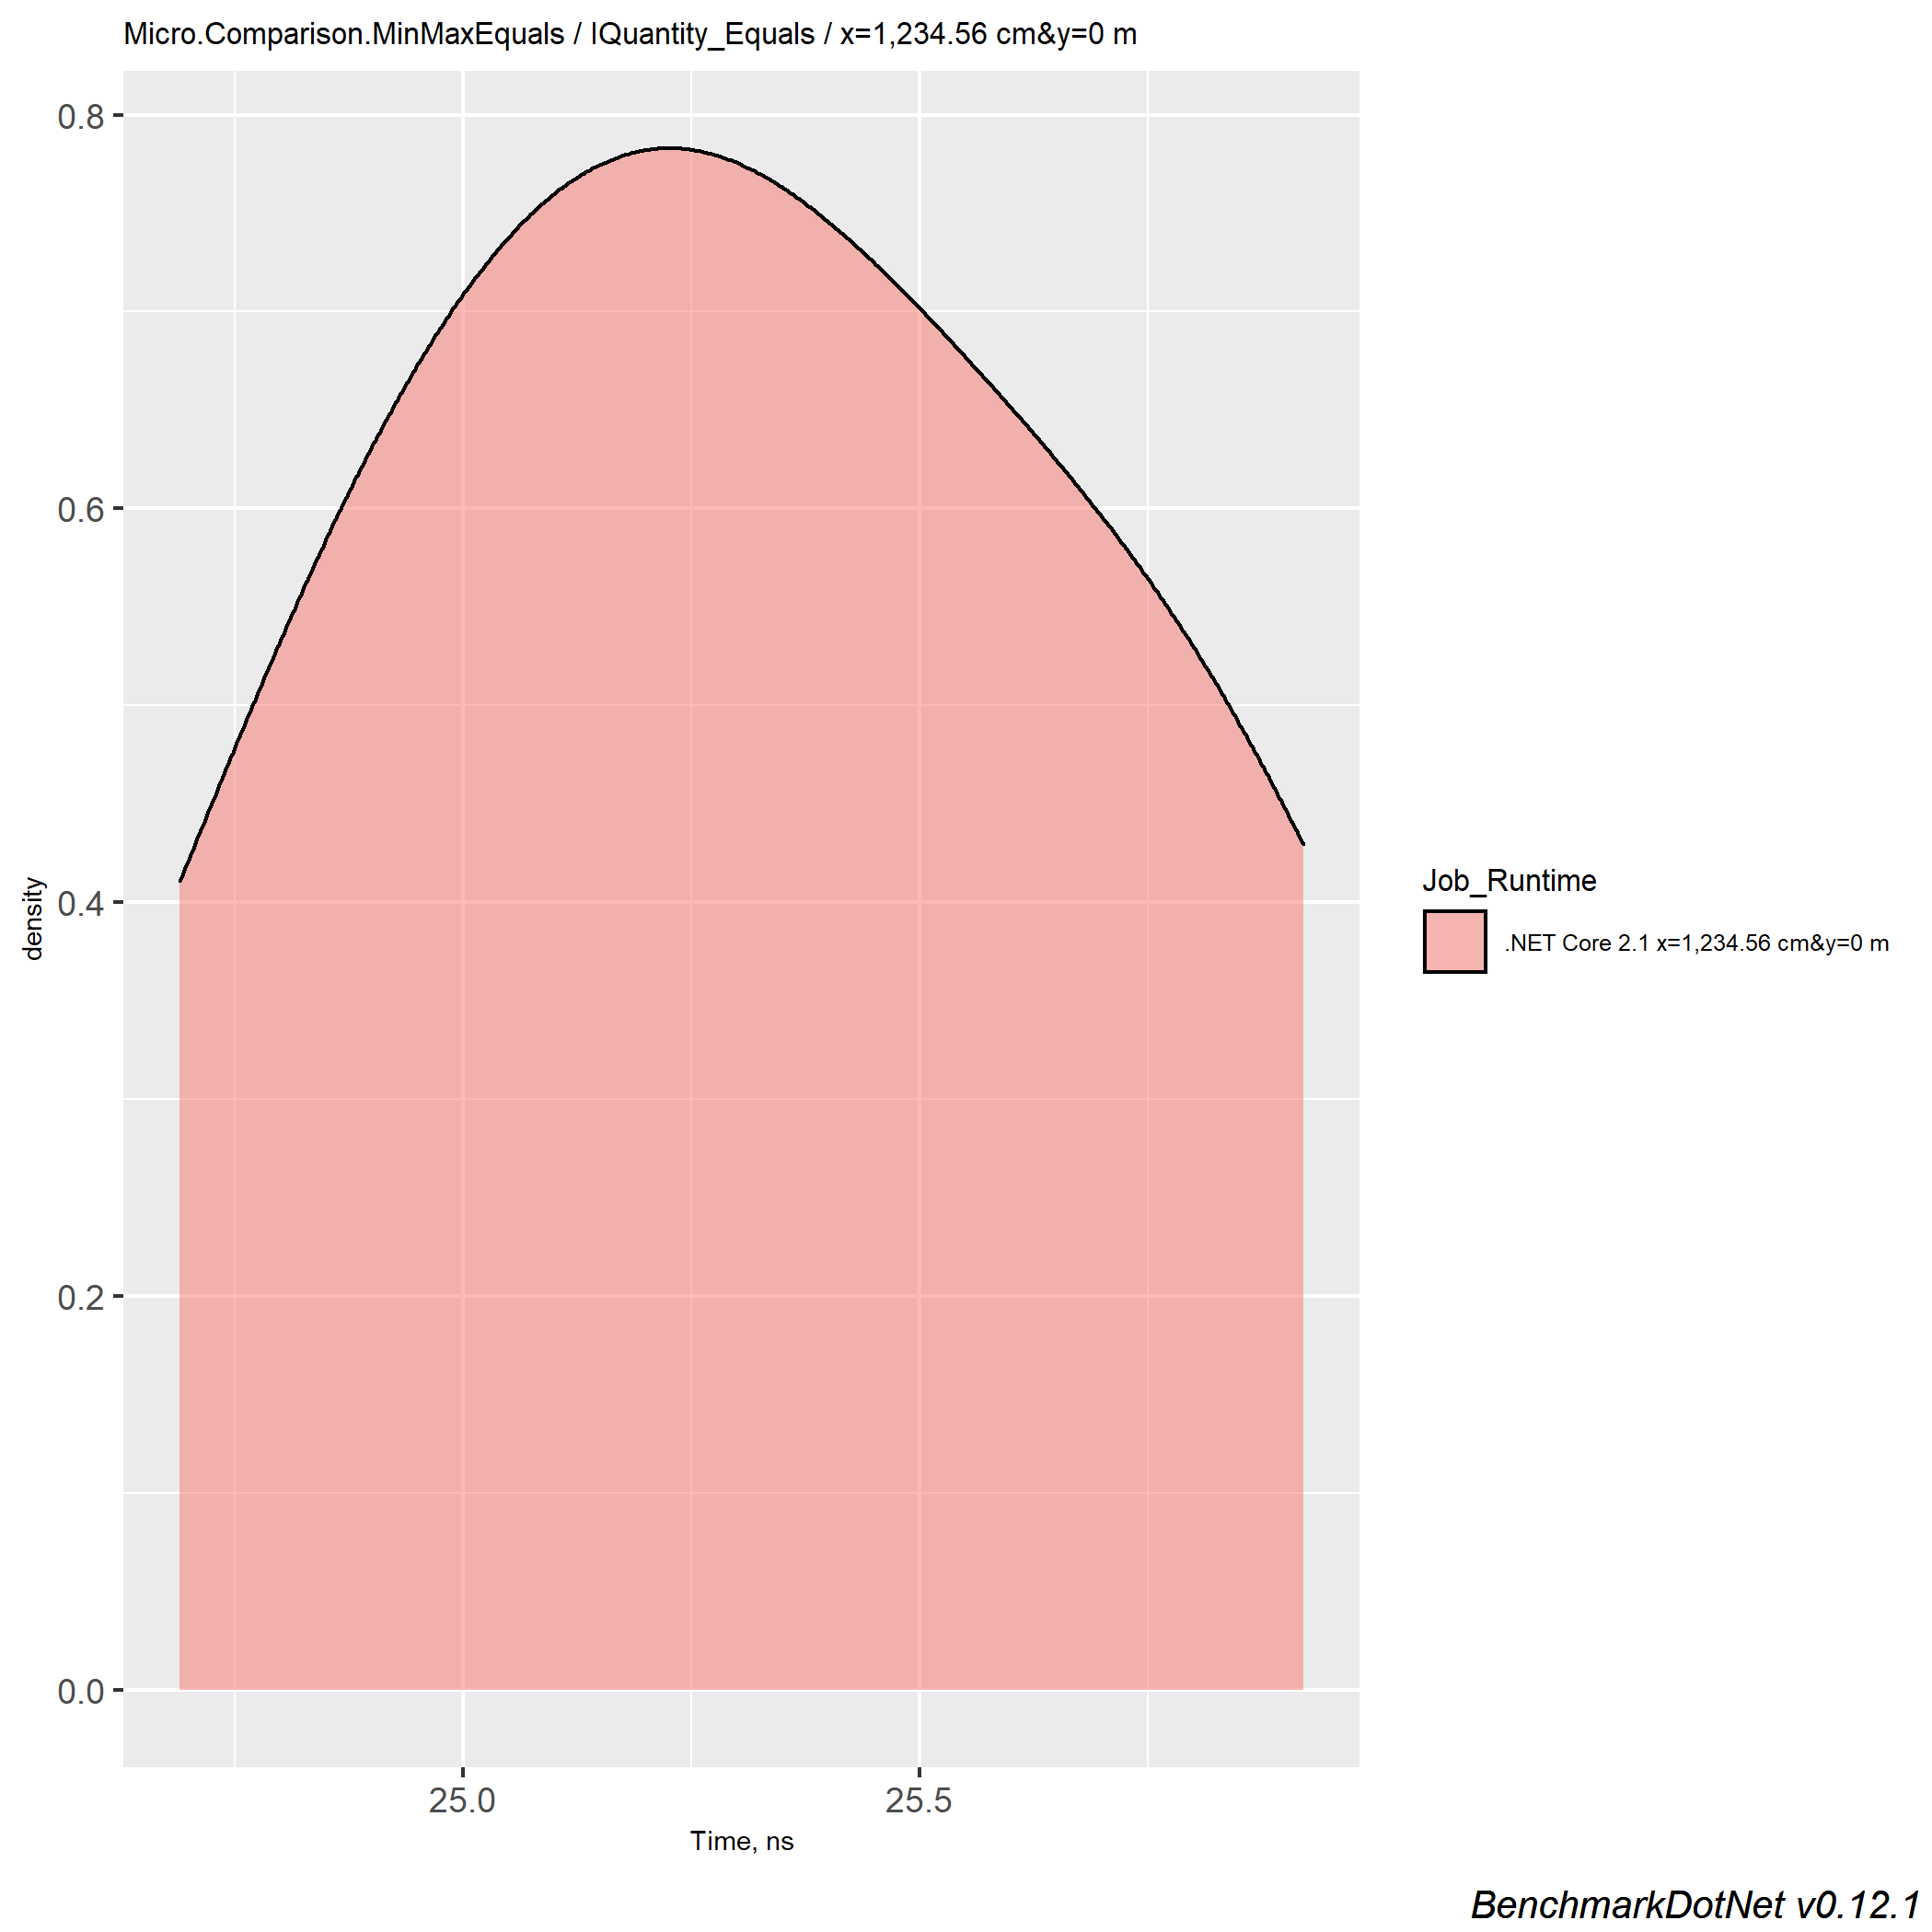 Micro.Comparison.MinMaxEquals / IQuantity_Equals / x=1,234.56 cm&y=0 m
0.8
0.6
0.4
0.2
0.0
density
25.0 25.5
Time, ns
Job_Runtime
.NET Core 2.1 x=1,234.56 cm&y=0 m
BenchmarkDotNet v0.12.1